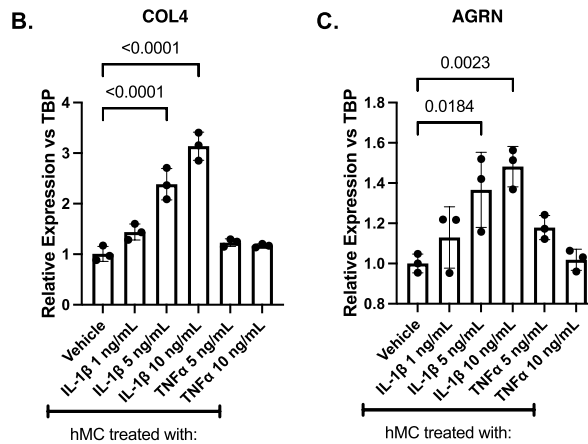 B.
COL4
<0.0001
<0.0001
Relative Expression vs TBP
4
3
2
1
0
Vehicle
IL-1β 1 ng/mL
IL-1β 5 ng/mL
IL-1β 10 ng/mL
TNFα 5 ng/mL
TNFα 10 ng/mL
hMC treated with:
C.
AGRN
0.0023
0.0184
Relative Expression vs TBP
1.8
1.6
1.4
1.2
1.0
0.8
Vehicle
IL-1β 1 ng/mL
IL-1β 5 ng/mL
IL-1β 10 ng/mL
TNFα 5 ng/mL
TNFα 10 ng/mL
hMC treated with: